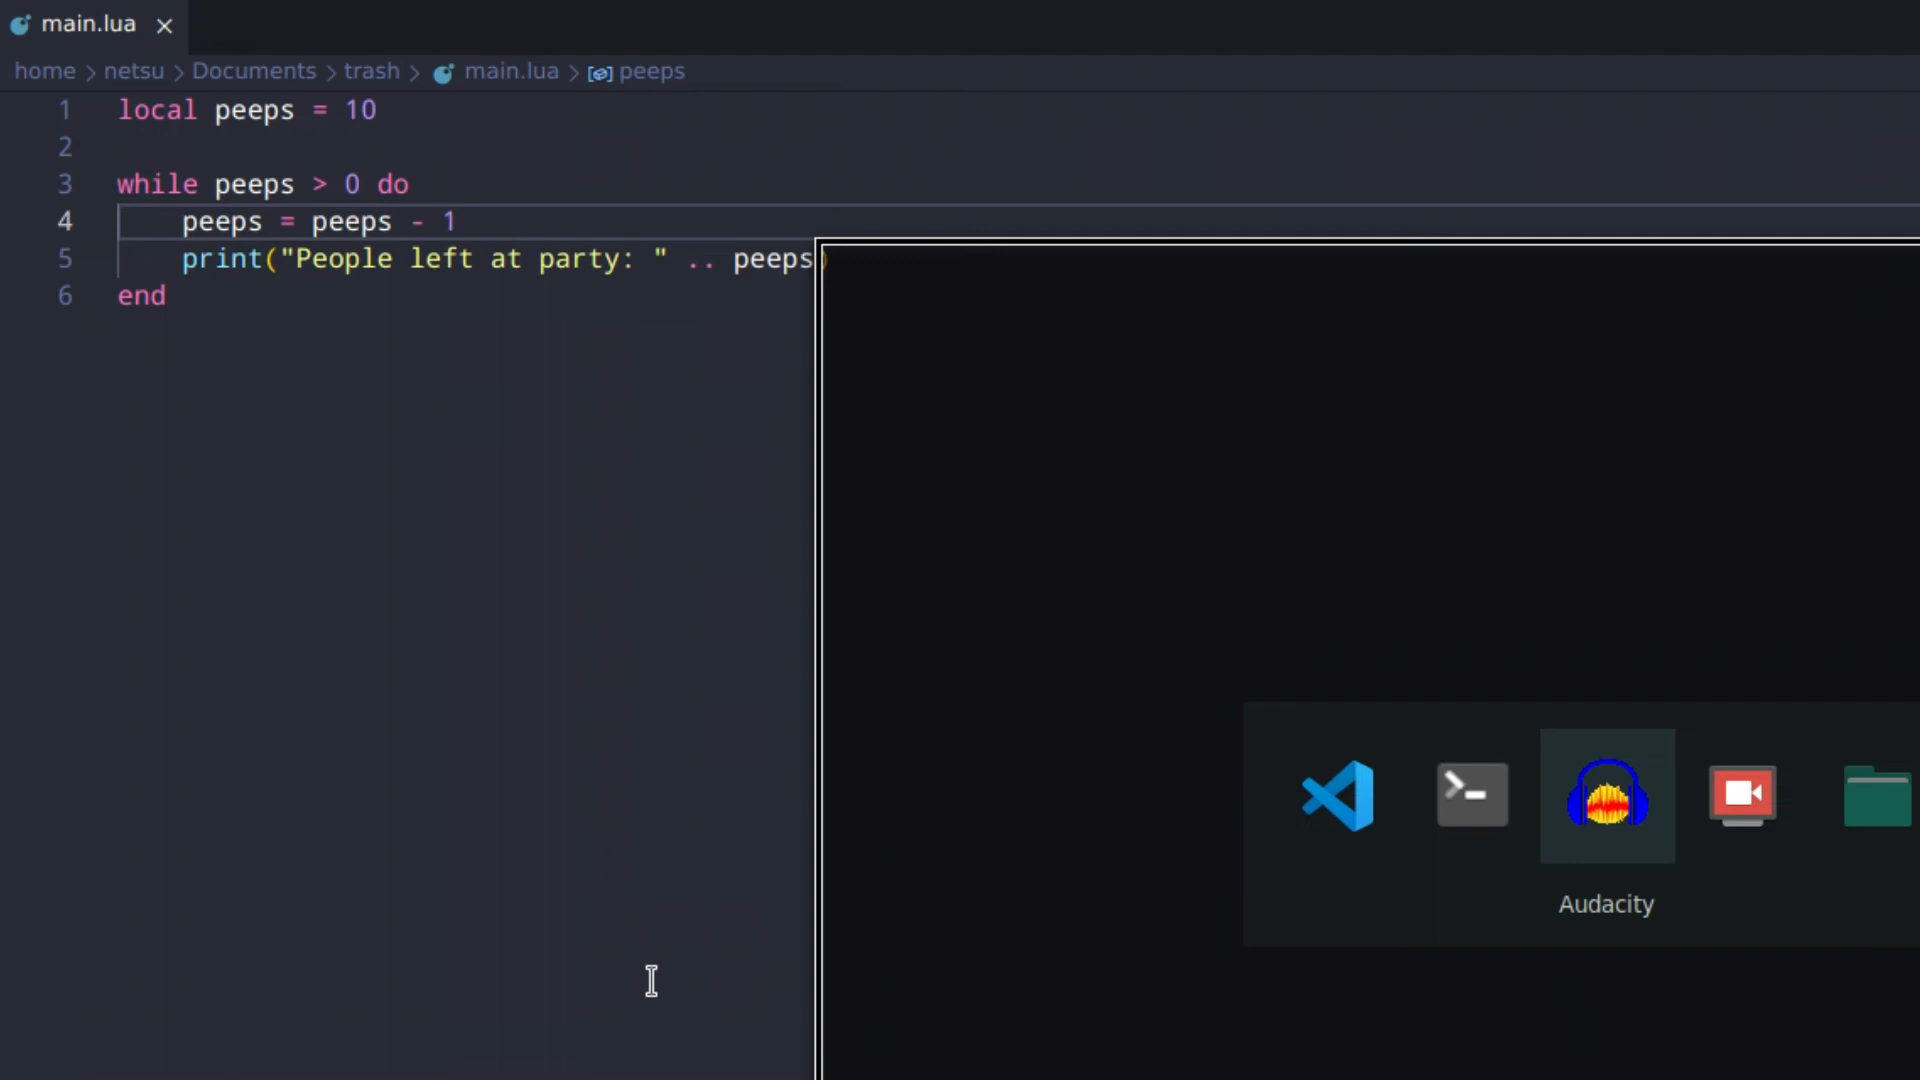 main.lua
home > netsu > Documents > trash > main.lua > peeps
1 local peeps = 10
2
3 while peeps > 0 do
4 peeps = peeps - 1
5 print("People left at party: " .. peeps)
6 end
Audacity